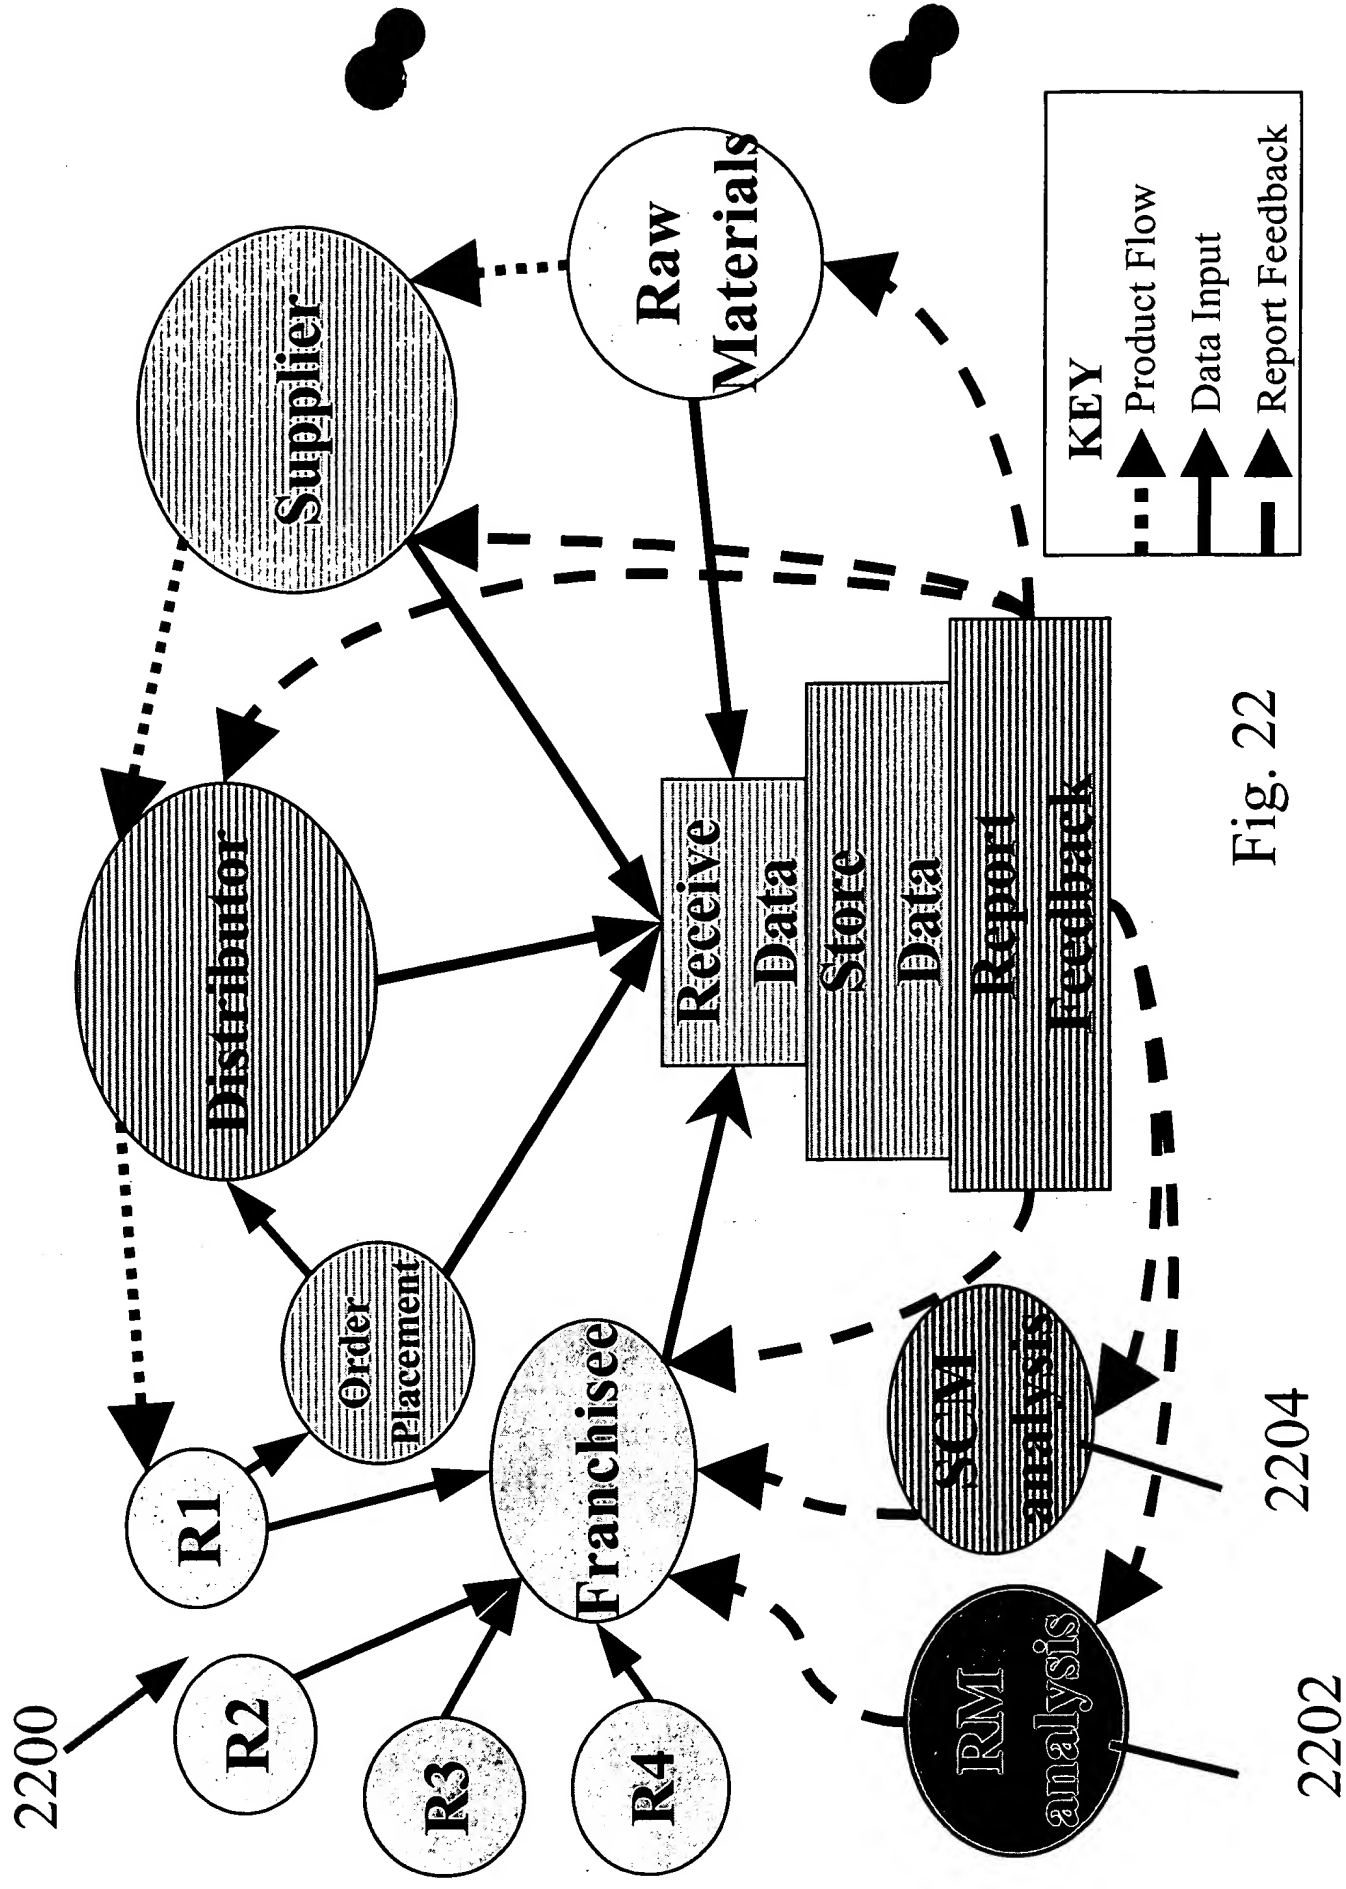 2200
R1
R2
R3
R4
Order
Placement
Franchisee
Distributor
Supplier
Raw
Materials
Receive
Data
Store
Data
Report
Feedback
SCM
analysis
RM
analysis
2204
2202
KEY
Product Flow
Data Input
Report Feedback
Fig. 22